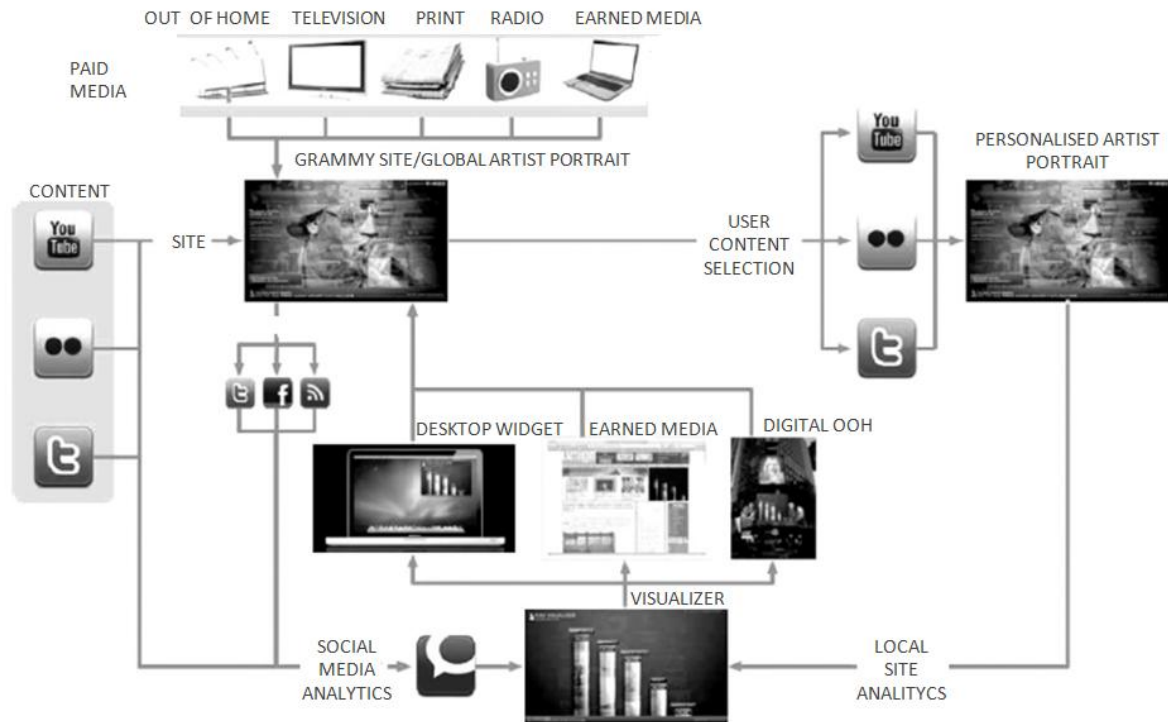 OUT OF HOME TELEVISION PRINT RADIO EARNED MEDIA
PAID
MEDIA
GRAMMY SITE/GLOBAL ARTIST PORTRAIT
You
Tube
PERSONALISED ARTIST
PORTRAIT
CONTENT
You
Tube
SITE
USER
CONTENT
SELECTION
DESKTOP WIDGET
EARNED MEDIA
DIGITAL OOH
VISUALIZER
SOCIAL
MEDIA
ANALYTICS
LOCAL
SITE
ANALITYCS